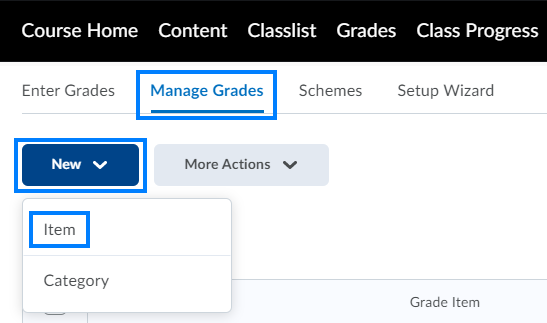 Course Home Content Classlist Grades Class Progress
Enter Grades Manage Grades Schemes Setup Wizard
New More Actions
Item
Category
Grade Item